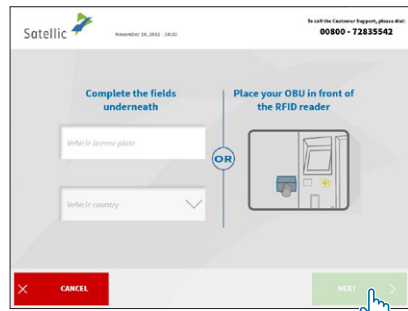 Satellic
November 10, 2015 - 20:20
To call the Customer Support, please dial:
00800 - 72835542
Complete the fields
underneath
Vehicle license plate
Vehicle country
OR
Place your OBU in front of
the RFID reader
CANCEL
NEXT